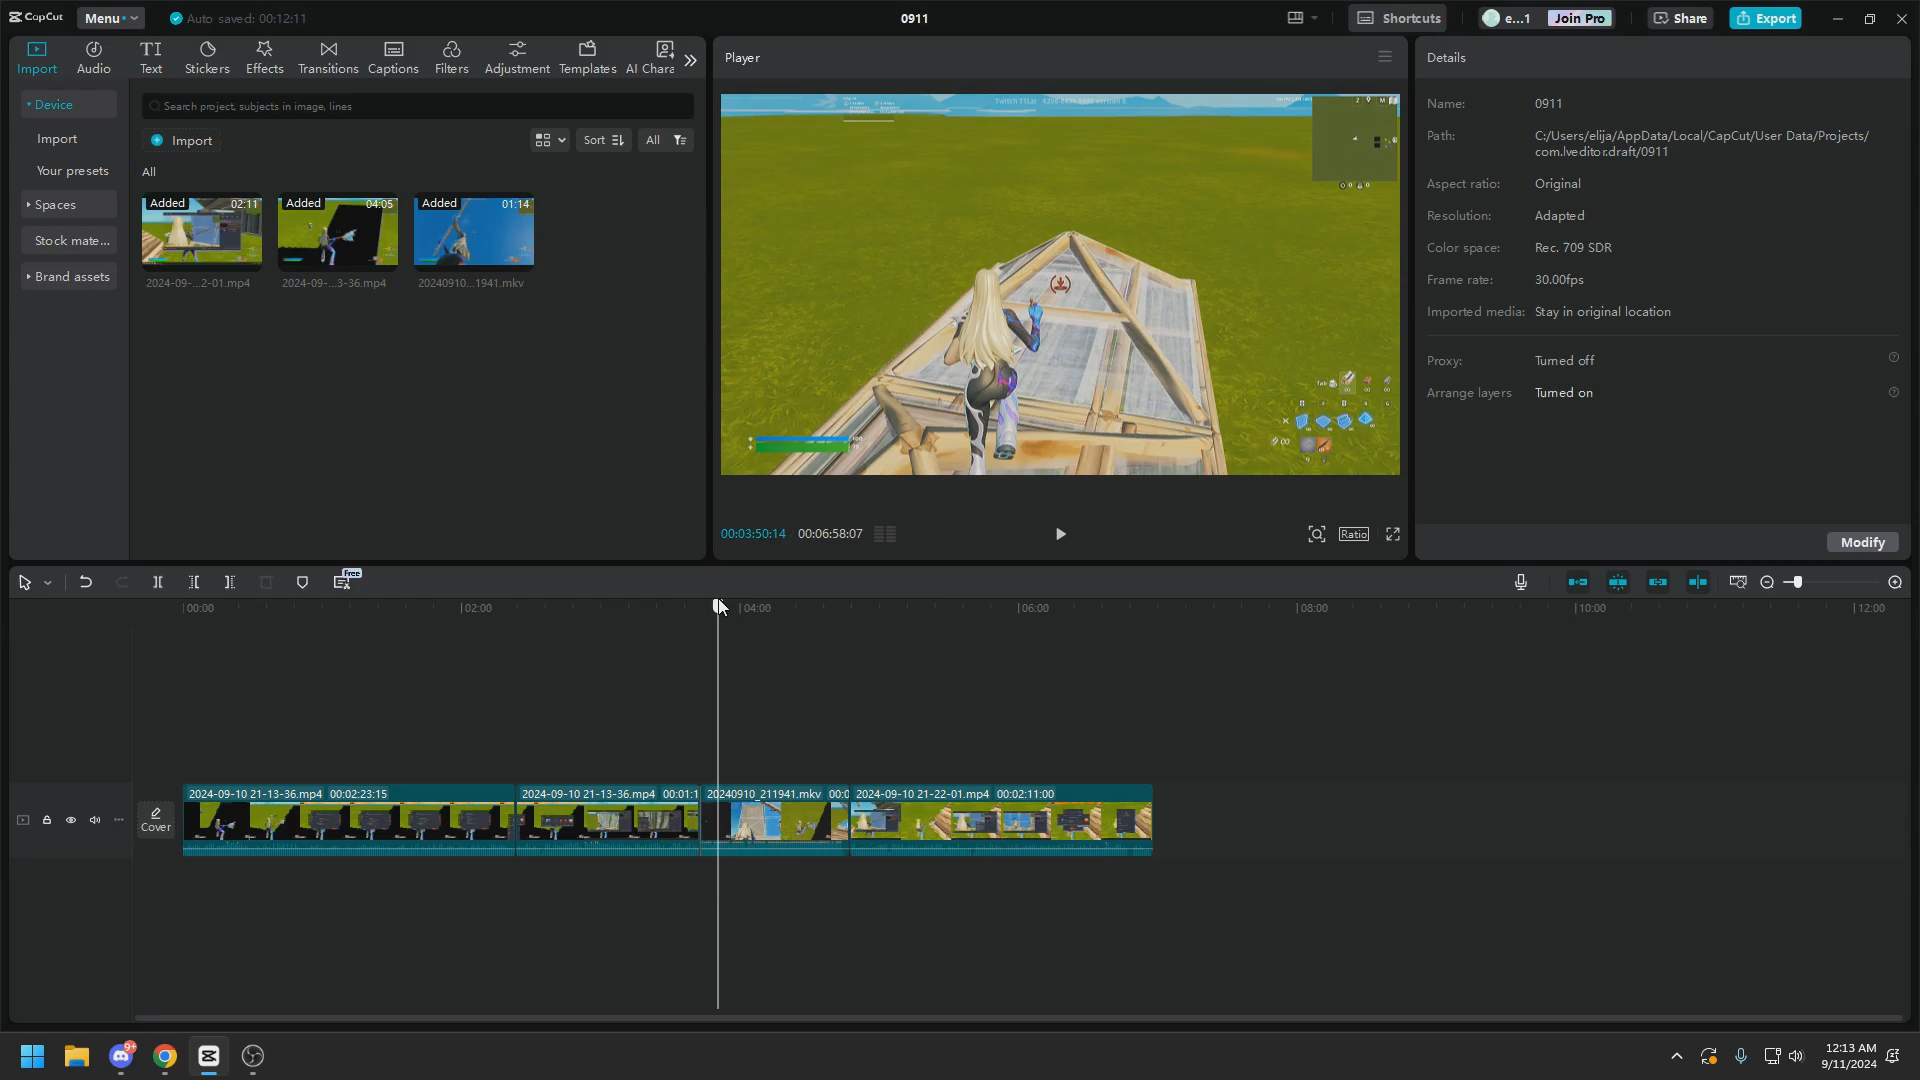 CapCut
Menu
Auto saved: 00:12:11
0911
Shortcuts
e...1
Join Pro
Share
Export
Import
Audio
TI
Text
Stickers
Effects
Transitions
Captions
Filters
Adjustment
Templates
AI Chara
Player
Details
Device
Import
Your presets
Spaces
Stock mate...
Brand assets
Search project, subjects in image, lines
Import
Sort
All
All
Added
02:11
2024-09-...2-01.mp4
Added
04:05
2024-09-...3-36.mp4
Added
01:14
20240910...1941.mkv
00:03:50:14
00:06:58:07
Ratio
Name:
0911
Path:
C:/Users/elija/AppData/Local/CapCut/User Data/Projects/
com.lveditor.draft/0911
Aspect ratio:
Original
Resolution:
Adapted
Color space:
Rec. 709 SDR
Frame rate:
30.00fps
Imported media:
Stay in original location
Proxy:
Turned off
Arrange layers
Turned on
Modify
Free
00:00
02:00
04:00
06:00
08:00
10:00
12:00
Cover
2024-09-10 21-13-36.mp4
00:02:23:15
2024-09-10 21-13-36.mp4
00:01:1
20240910_211941.mkv
00:0
2024-09-10 21-22-01.mp4
00:02:11:00
9+
12:13 AM
9/11/2024